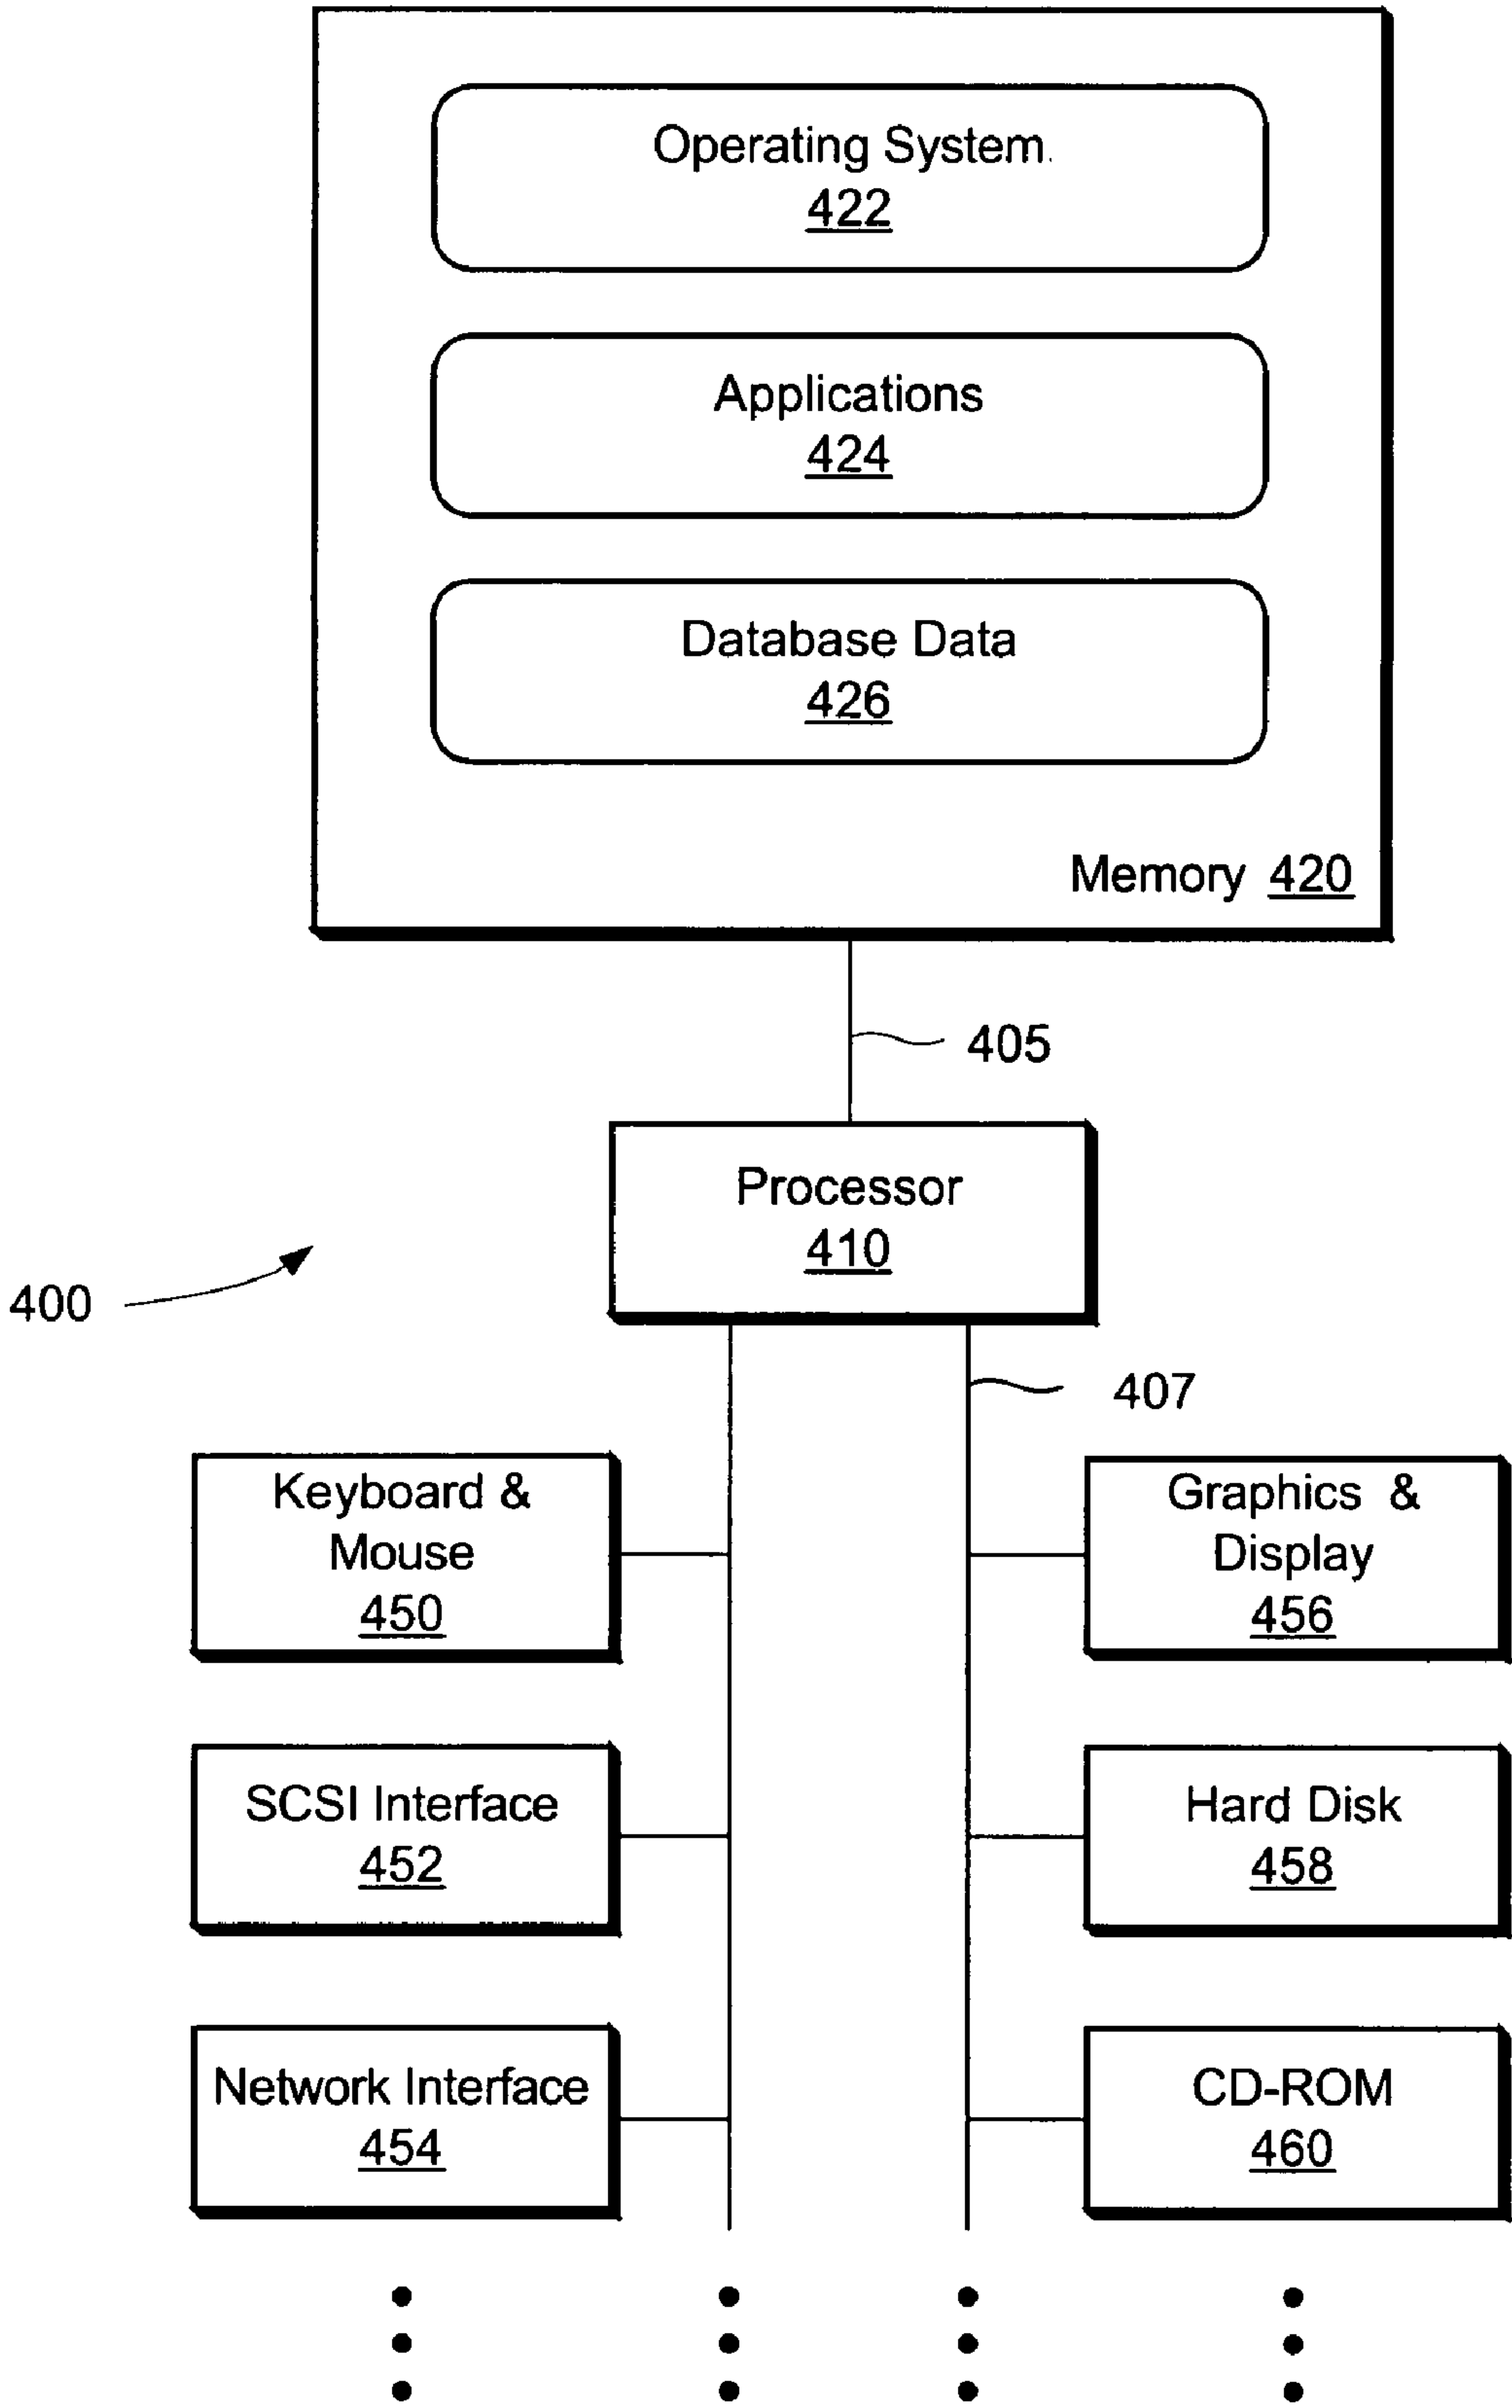 Operating System
422
Applications
424
Database Data
426
Memory 420
405
Processor
410
400
407
Keyboard &
Mouse
450
Graphics &
Display
456
SCSI Interface
452
Hard Disk
458
Network Interface
454
CD-ROM
460